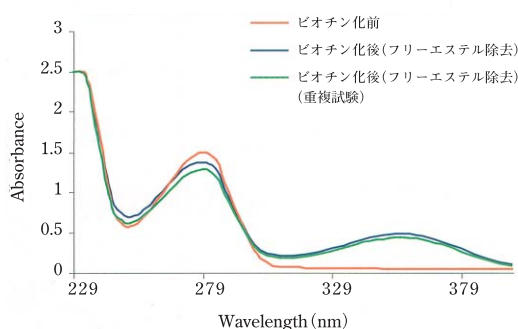 ビオチン化前
ビオチン化後(フリーエステル除去)
ビオチン化後(フリーエステル除去)
(重複試験)
3
2.5
2
1.5
1
0.5
0
Absorbance
229
279
329
379
Wavelength(nm)